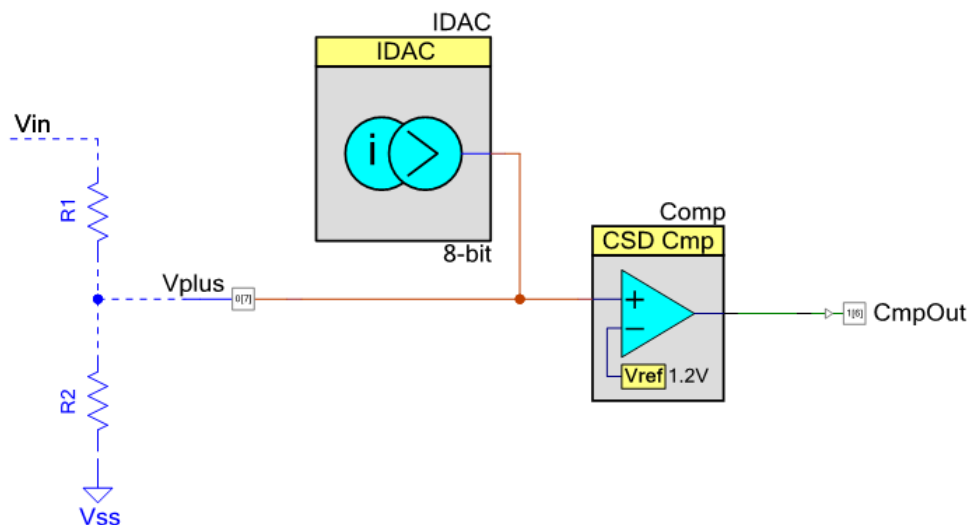 IDAC
IDAC
i
8-bit
Vin
R1
Vplus
0[7]
R2
Vss
Comp
CSD Cmp
+
−
Vref 1.2V
1[6]
CmpOut